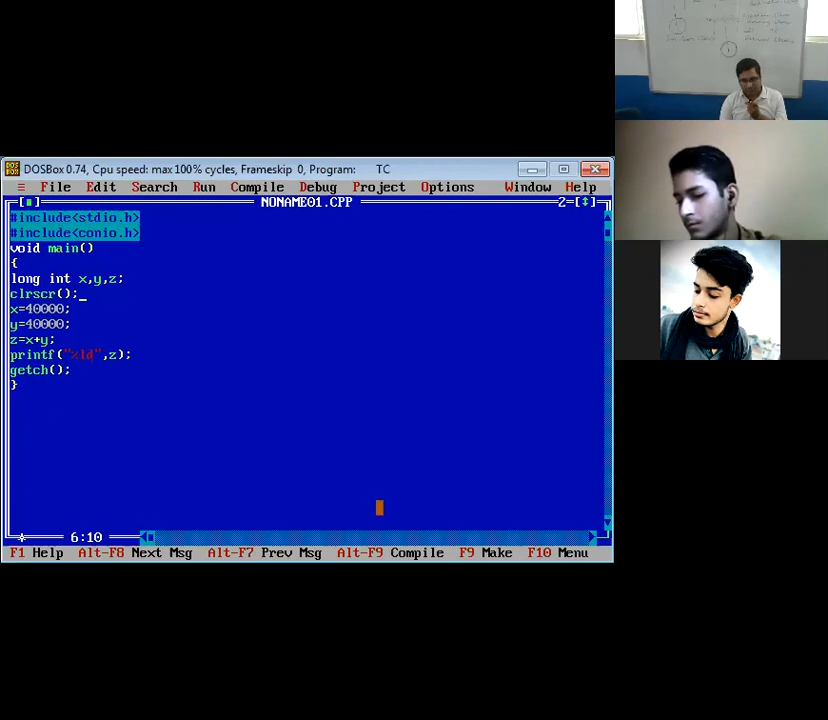 DOSBox 0.74, Cpu speed: max 100% cycles, Frameskip 0, Program: TC
≡ File Edit Search Run Compile Debug Project Options Window Help
[■] NONAME01.CPP 2=[↕]
#include<stdio.h>
#include<conio.h>
void main()
{
long int x,y,z;
clrscr();
x=40000;
y=40000;
z=x+y;
printf("%ld",z);
getch();
}
* 6:10
F1 Help Alt-F8 Next Msg Alt-F7 Prev Msg Alt-F9 Compile F9 Make F10 Menu